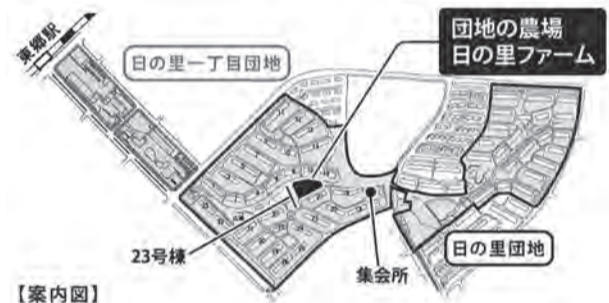 東郷駅
日の里一丁目団地
団地の農場
日の里ファーム
23号棟
集会所
日の里団地
【案内図】